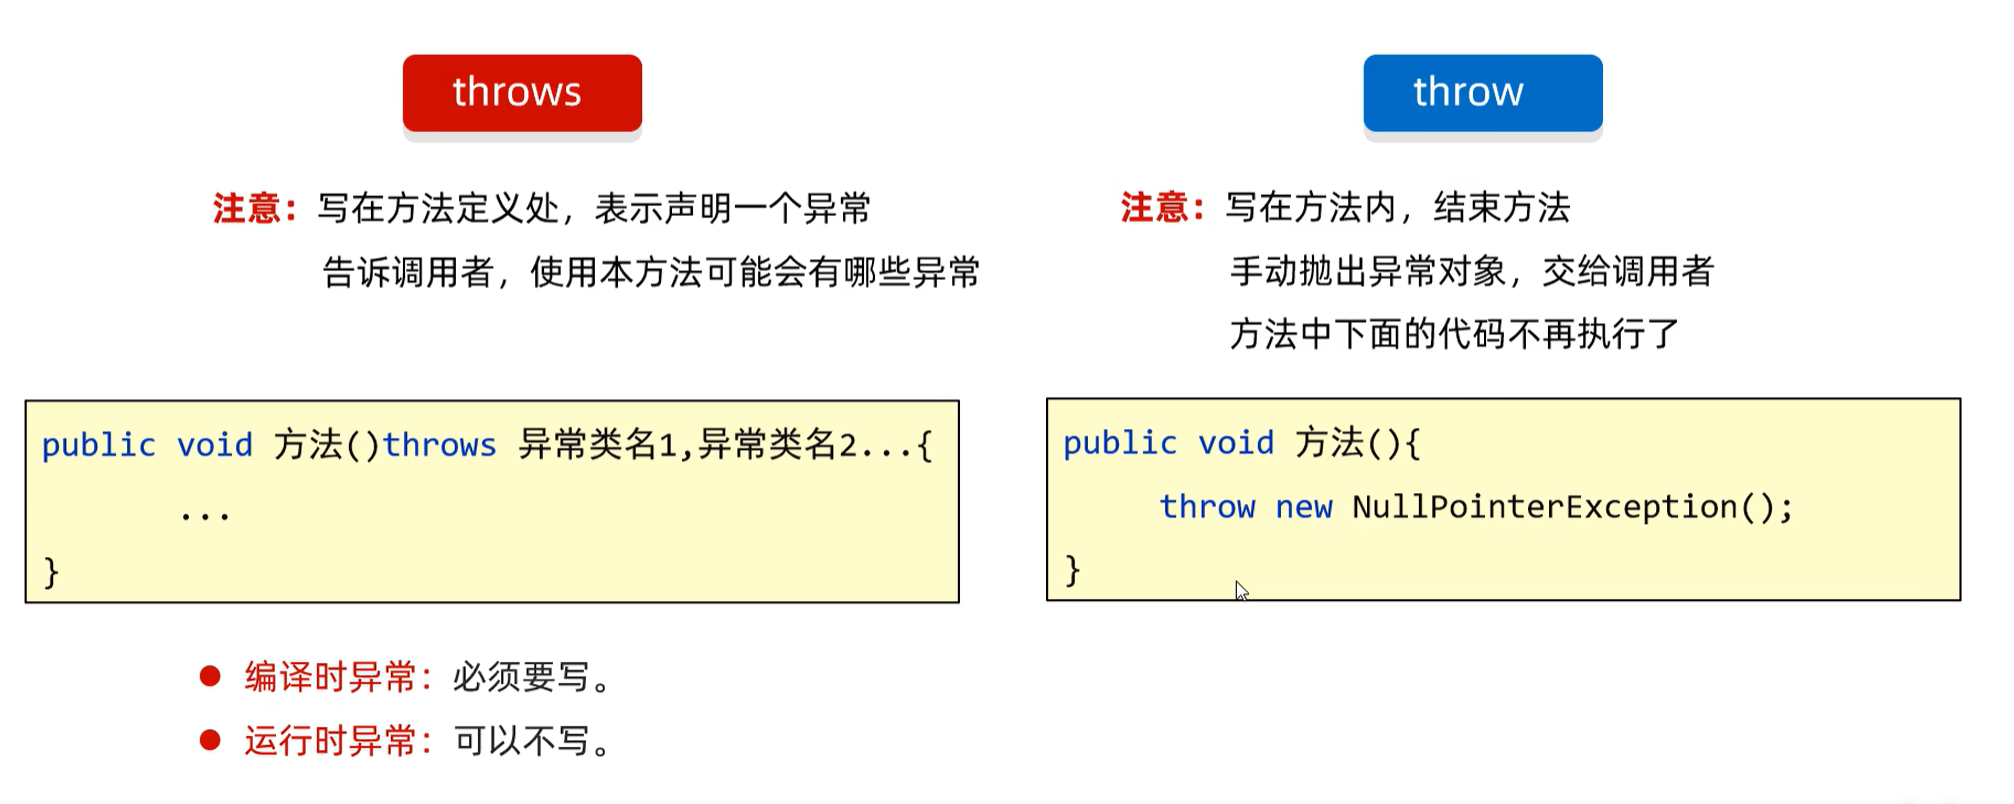 throws
注意：写在方法定义处，表示声明一个异常
告诉调用者，使用本方法可能会有哪些异常
public void 方法()throws 异常类名1,异常类名2...{
...
}
● 编译时异常：必须要写。
● 运行时异常：可以不写。
throw
注意：写在方法内，结束方法
手动抛出异常对象，交给调用者
方法中下面的代码不再执行了
public void 方法(){
throw new NullPointerException();
}